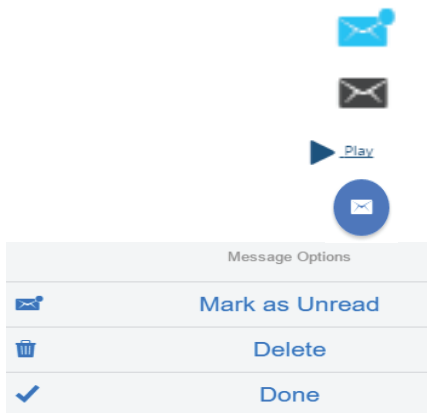 Play
Message Options
Mark as Unread
Delete
Done